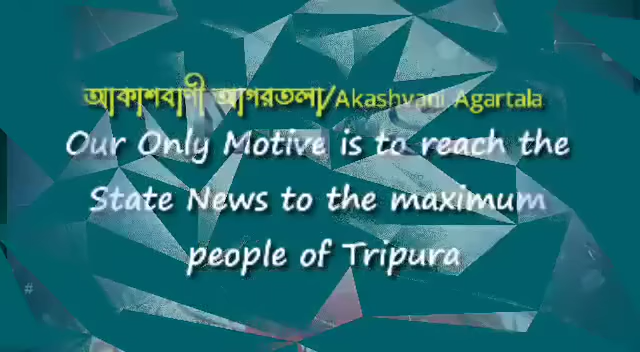 আকাশবাণী আগরতলা/Akashvani Agartala
Our Only Motive is to reach the
State News to the maximum
people of Tripura
#